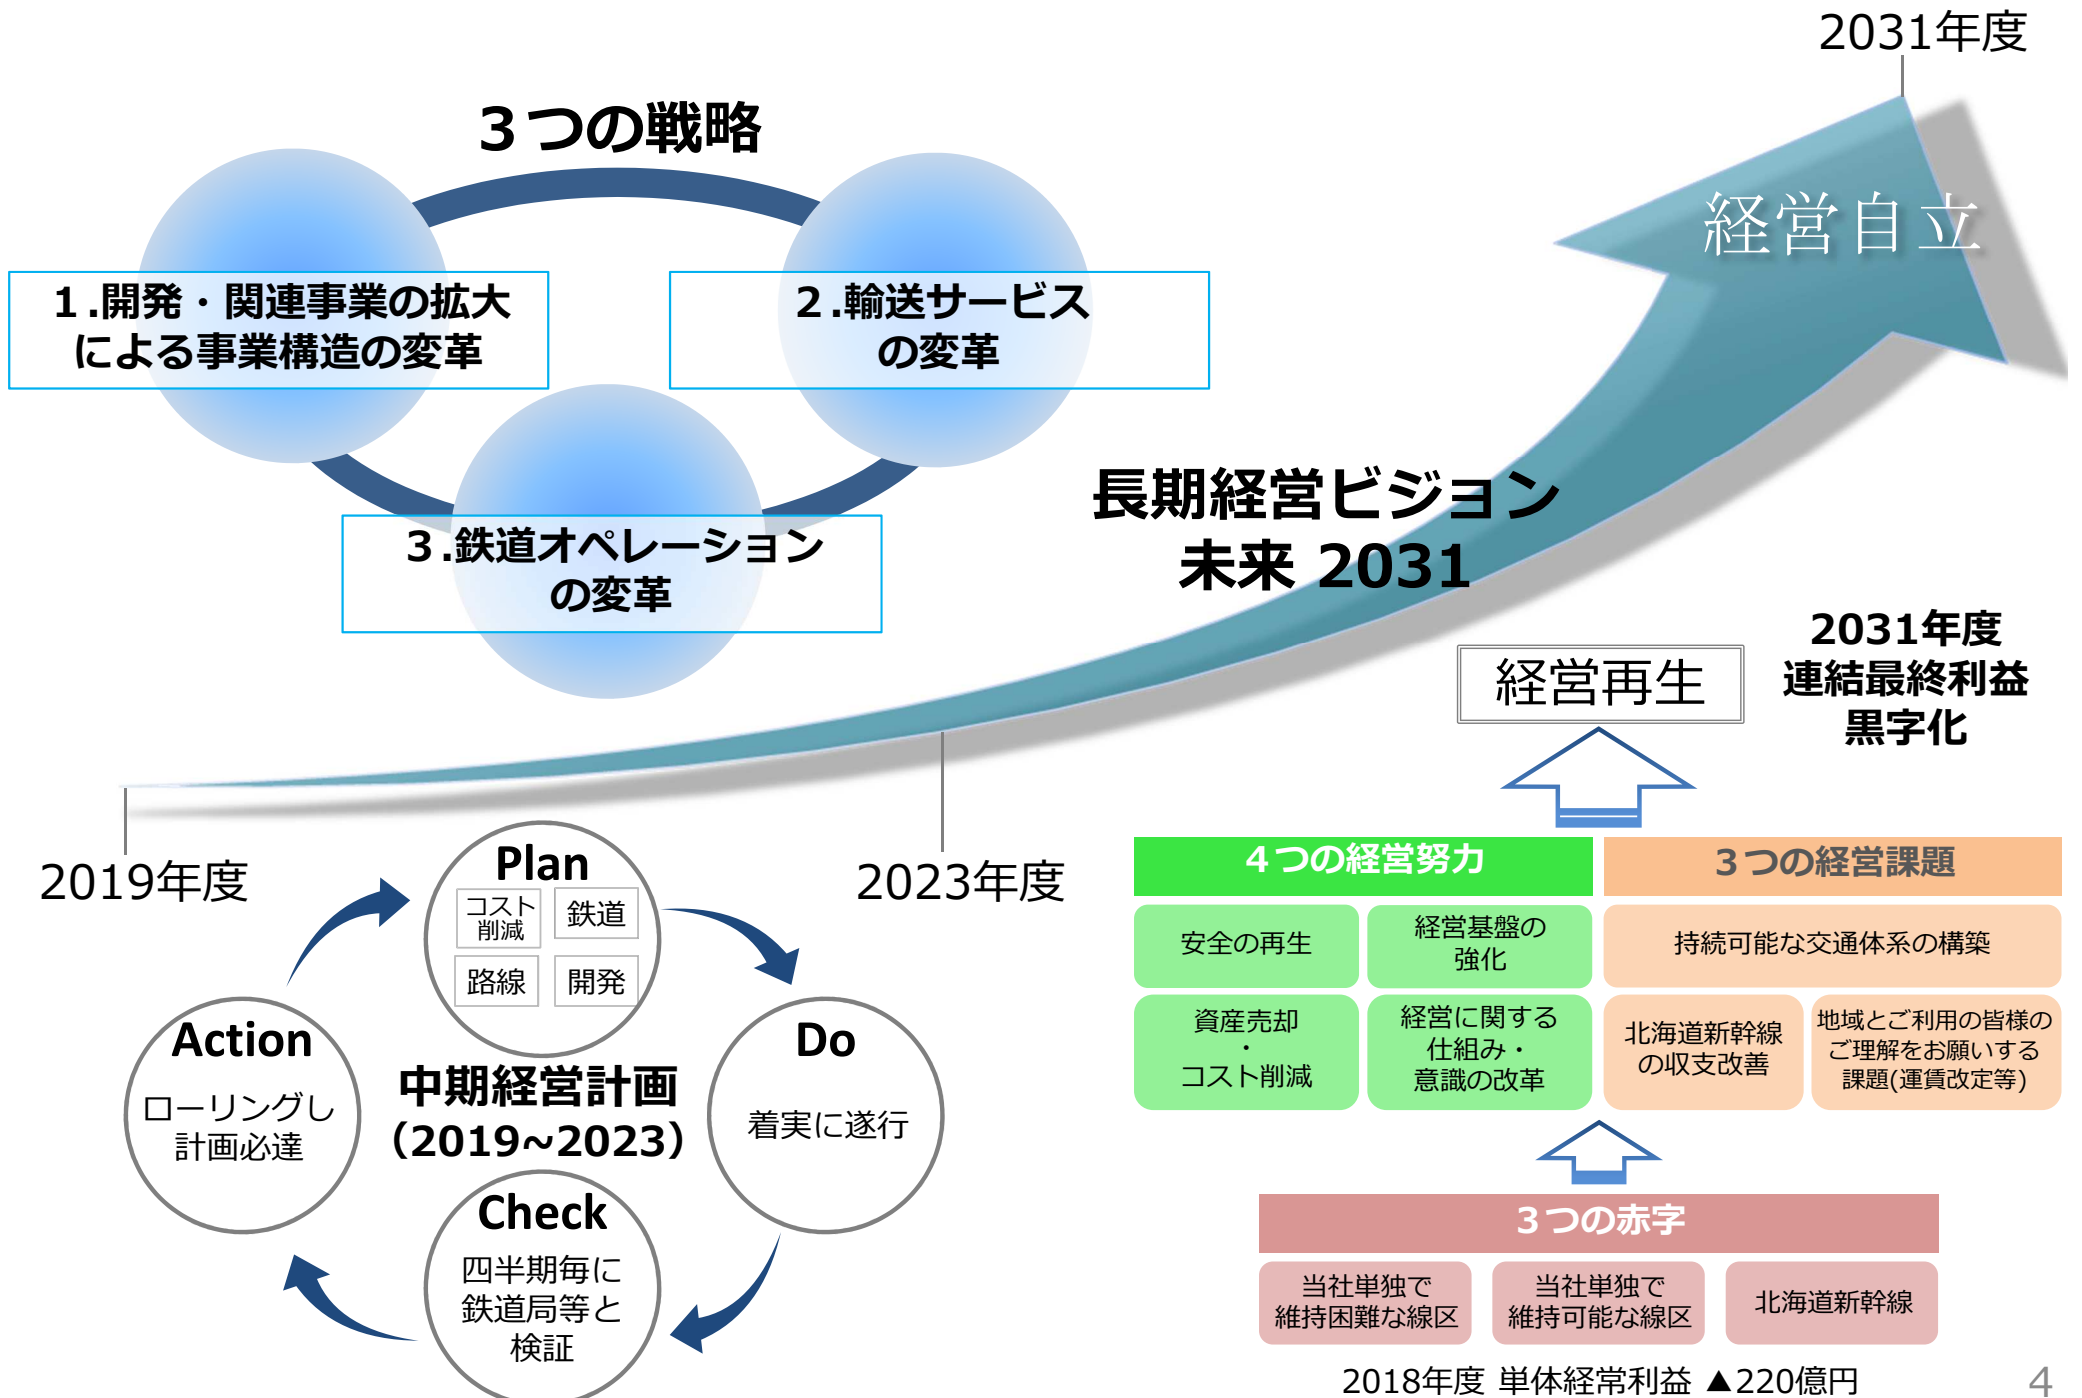 2031年度
３つの戦略
経営自立
１.開発・関連事業の拡大
による事業構造の変革
２.輸送サービス
の変革
３.鉄道オペレーション
の変革
長期経営ビジョン
未来 2031
2031年度
連結最終利益
黒字化
経営再生
2019年度
2023年度
Plan
コスト
削減
鉄道
路線
開発
Do
着実に遂行
Check
四半期毎に
鉄道局等と
検証
Action
ローリングし
計画必達
中期経営計画
（2019~2023）
４つの経営努力
安全の再生
経営基盤の
強化
資産売却
・
コスト削減
経営に関する
仕組み・
意識の改革
３つの経営課題
持続可能な交通体系の構築
北海道新幹線
の収支改善
地域とご利用の皆様の
ご理解をお願いする
課題(運賃改定等)
３つの赤字
当社単独で
維持困難な線区
当社単独で
維持可能な線区
北海道新幹線
2018年度 単体経常利益 ▲220億円
4